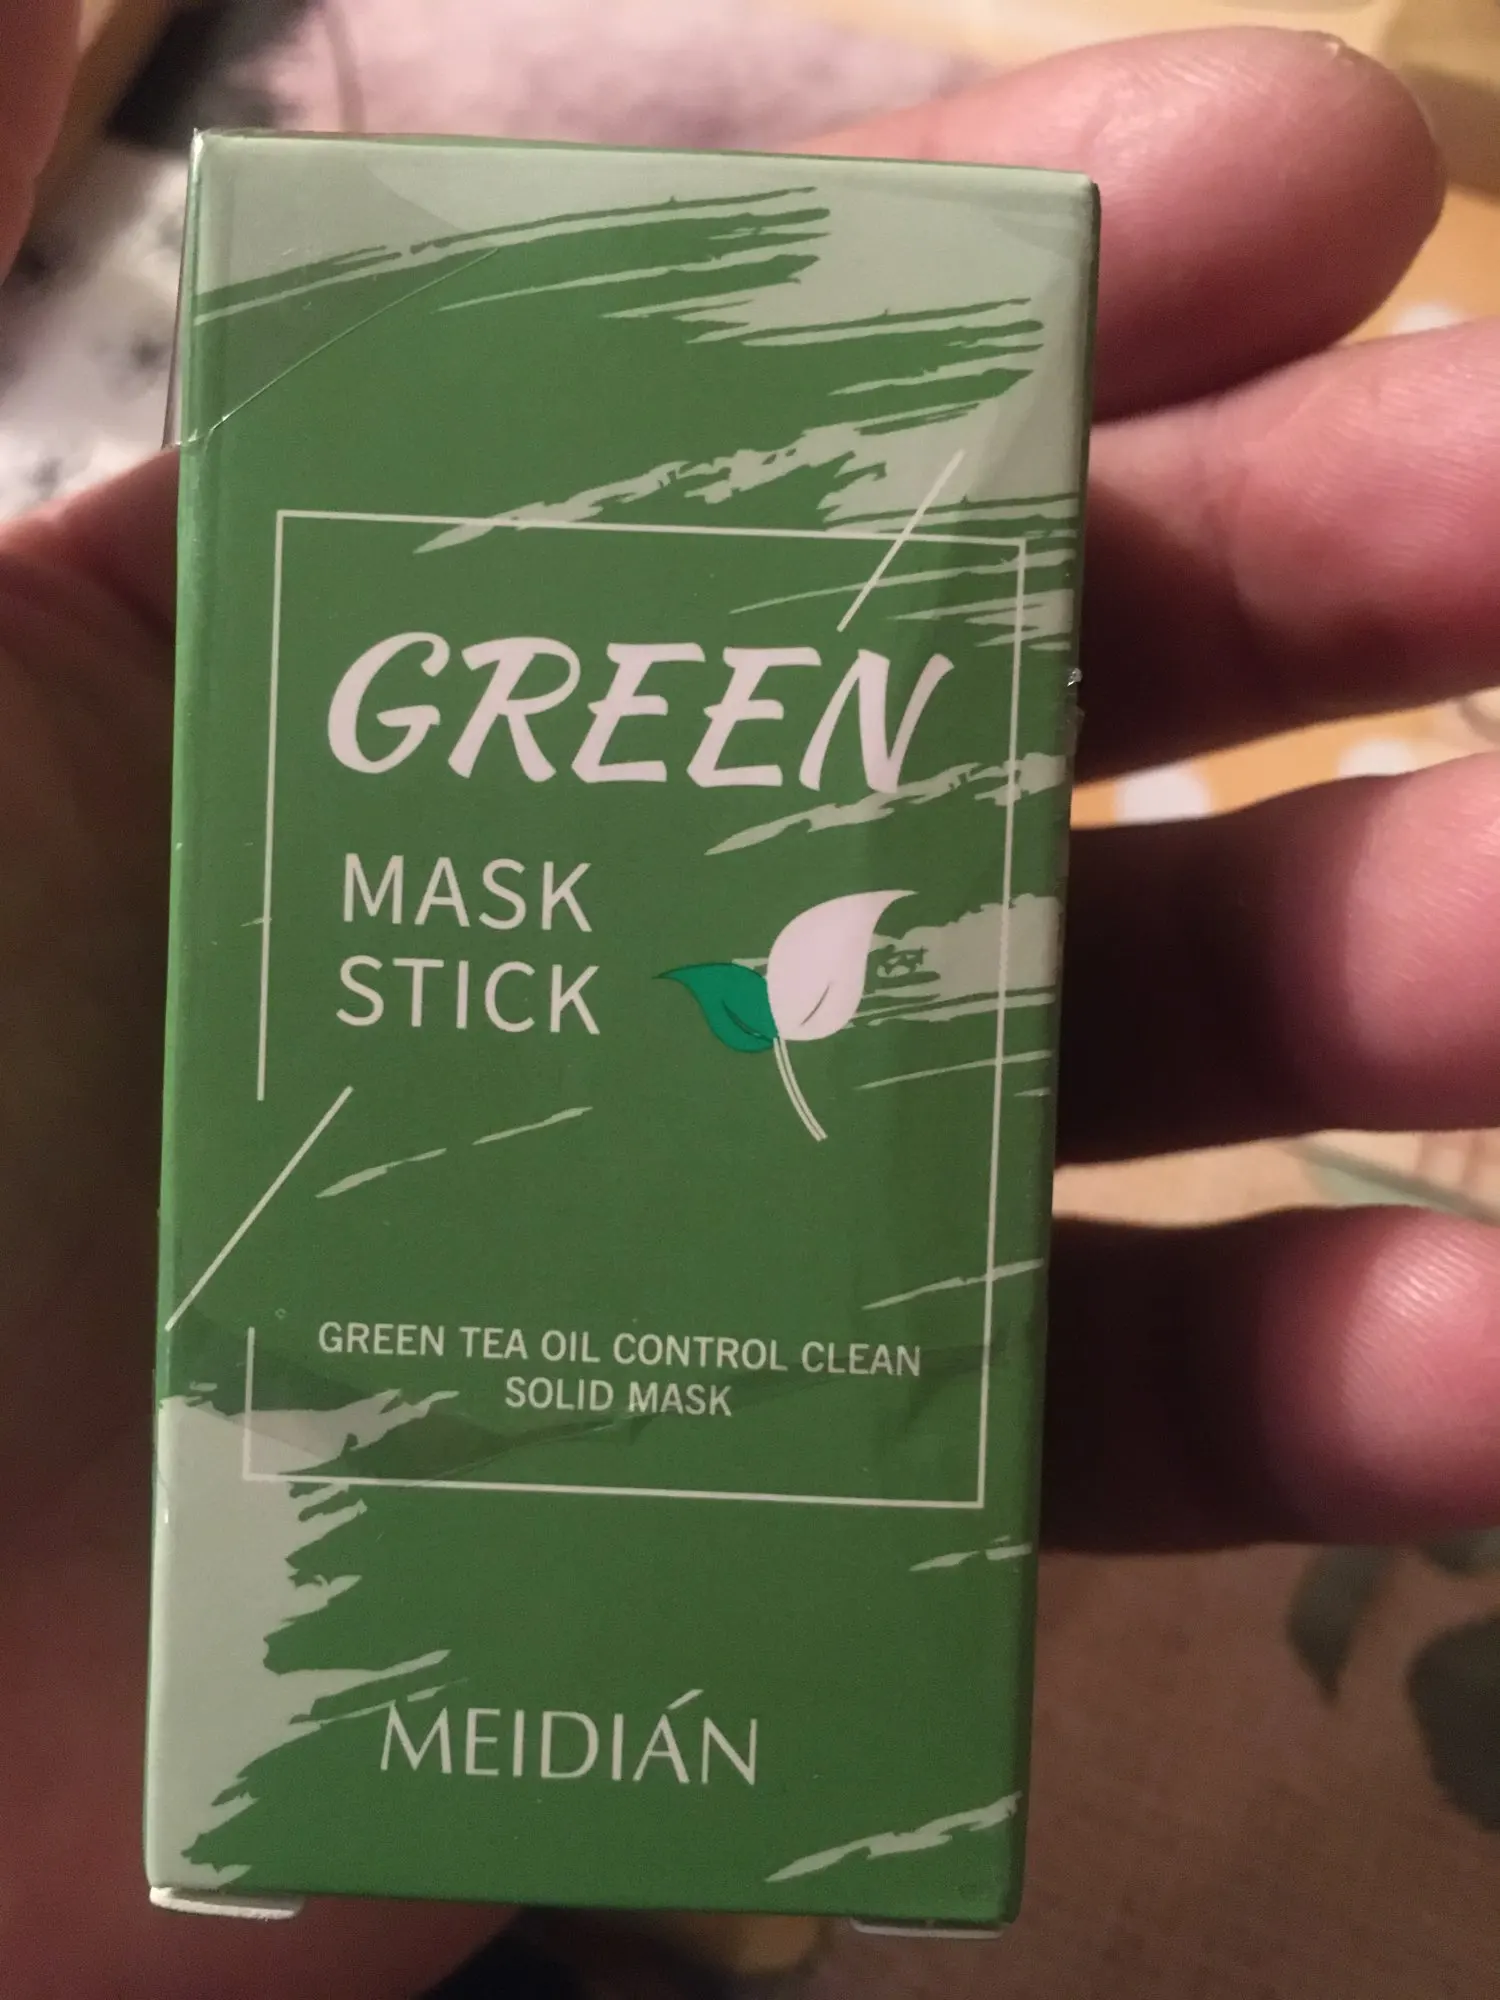 GREEN
MASK
STICK
GREEN TEA OIL CONTROL CLEAN
SOLID MASK
MEIDIÁN